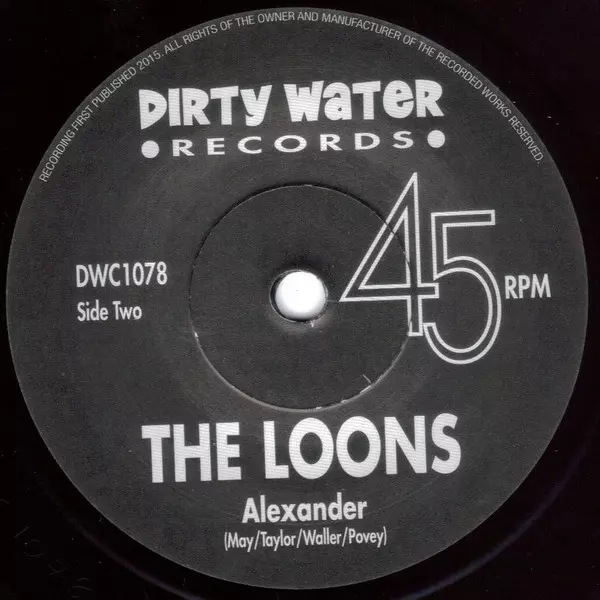 RECORDING FIRST PUBLISHED 2015. ALL RIGHTS OF THE OWNER AND MANUFACTURER OF THE RECORDED WORKS RESERVED.
DIRTY WATER
• RECORDS •
45
RPM
DWC1078
Side Two
THE LOONS
Alexander
(May/Taylor/Waller/Povey)